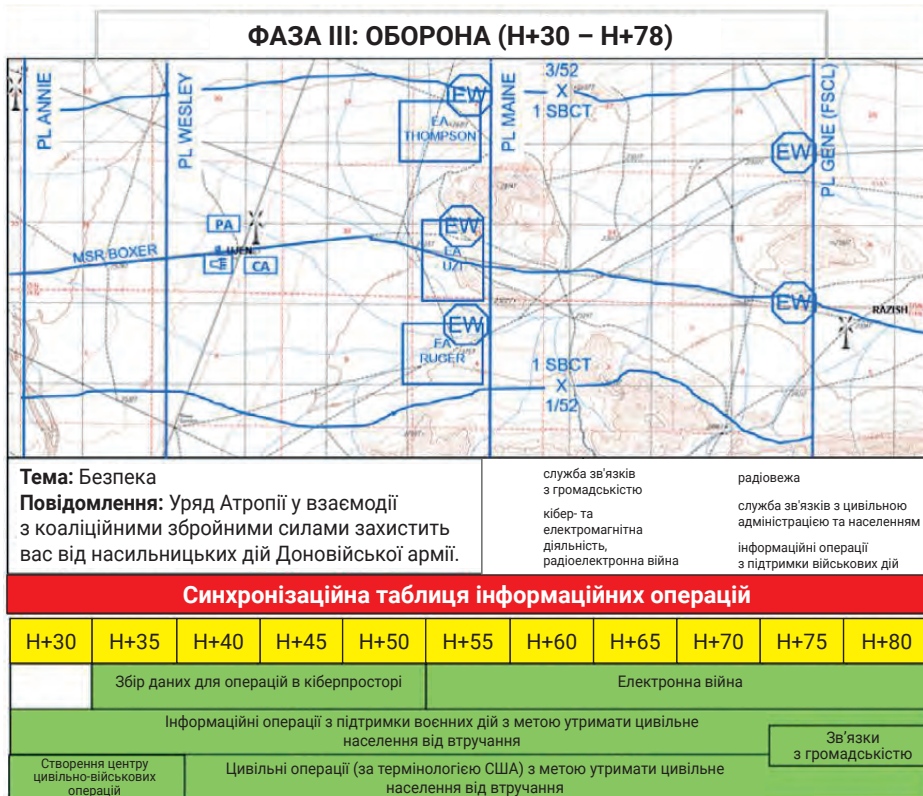 ФАЗА III: ОБОРОНА (H+30 – H+78)
PL ANNIE
PL WESLEY
PL MAINE
PL GENE (FSCL)
3/52
X
1 SBCT
EW
EA
THOMPSON
EW
PA
EW
EA
UZI
MSR BOXER
CA
EW
RAZISH
EW
EA
RUGER
1 SBCT
X
1/52
Тема: Безпека
Повідомлення: Уряд Атропії у взаємодії
з коаліційними збройними силами захистить
вас від насильницьких дій Доновійської армії.
служба зв'язків
з громадськістю
кібер- та
електромагнітна
діяльність,
радіоелектронна війна
радіовежа
служба зв'язків з цивільною
адміністрацією та населенням
інформаційні операції
з підтримки військових дій
Синхронізаційна таблиця інформаційних операцій
H+30 H+35 H+40 H+45 H+50 H+55 H+60 H+65 H+70 H+75 H+80
Збір даних для операцій в кіберпросторі
Електронна війна
Інформаційні операції з підтримки воєнних дій з метою утримати цивільне
населення від втручання
Зв’язки
з громадськістю
Створення центру
цивільно-військових
операцій
Цивільні операції (за термінологією США) з метою утримати цивільне
населення від втручання